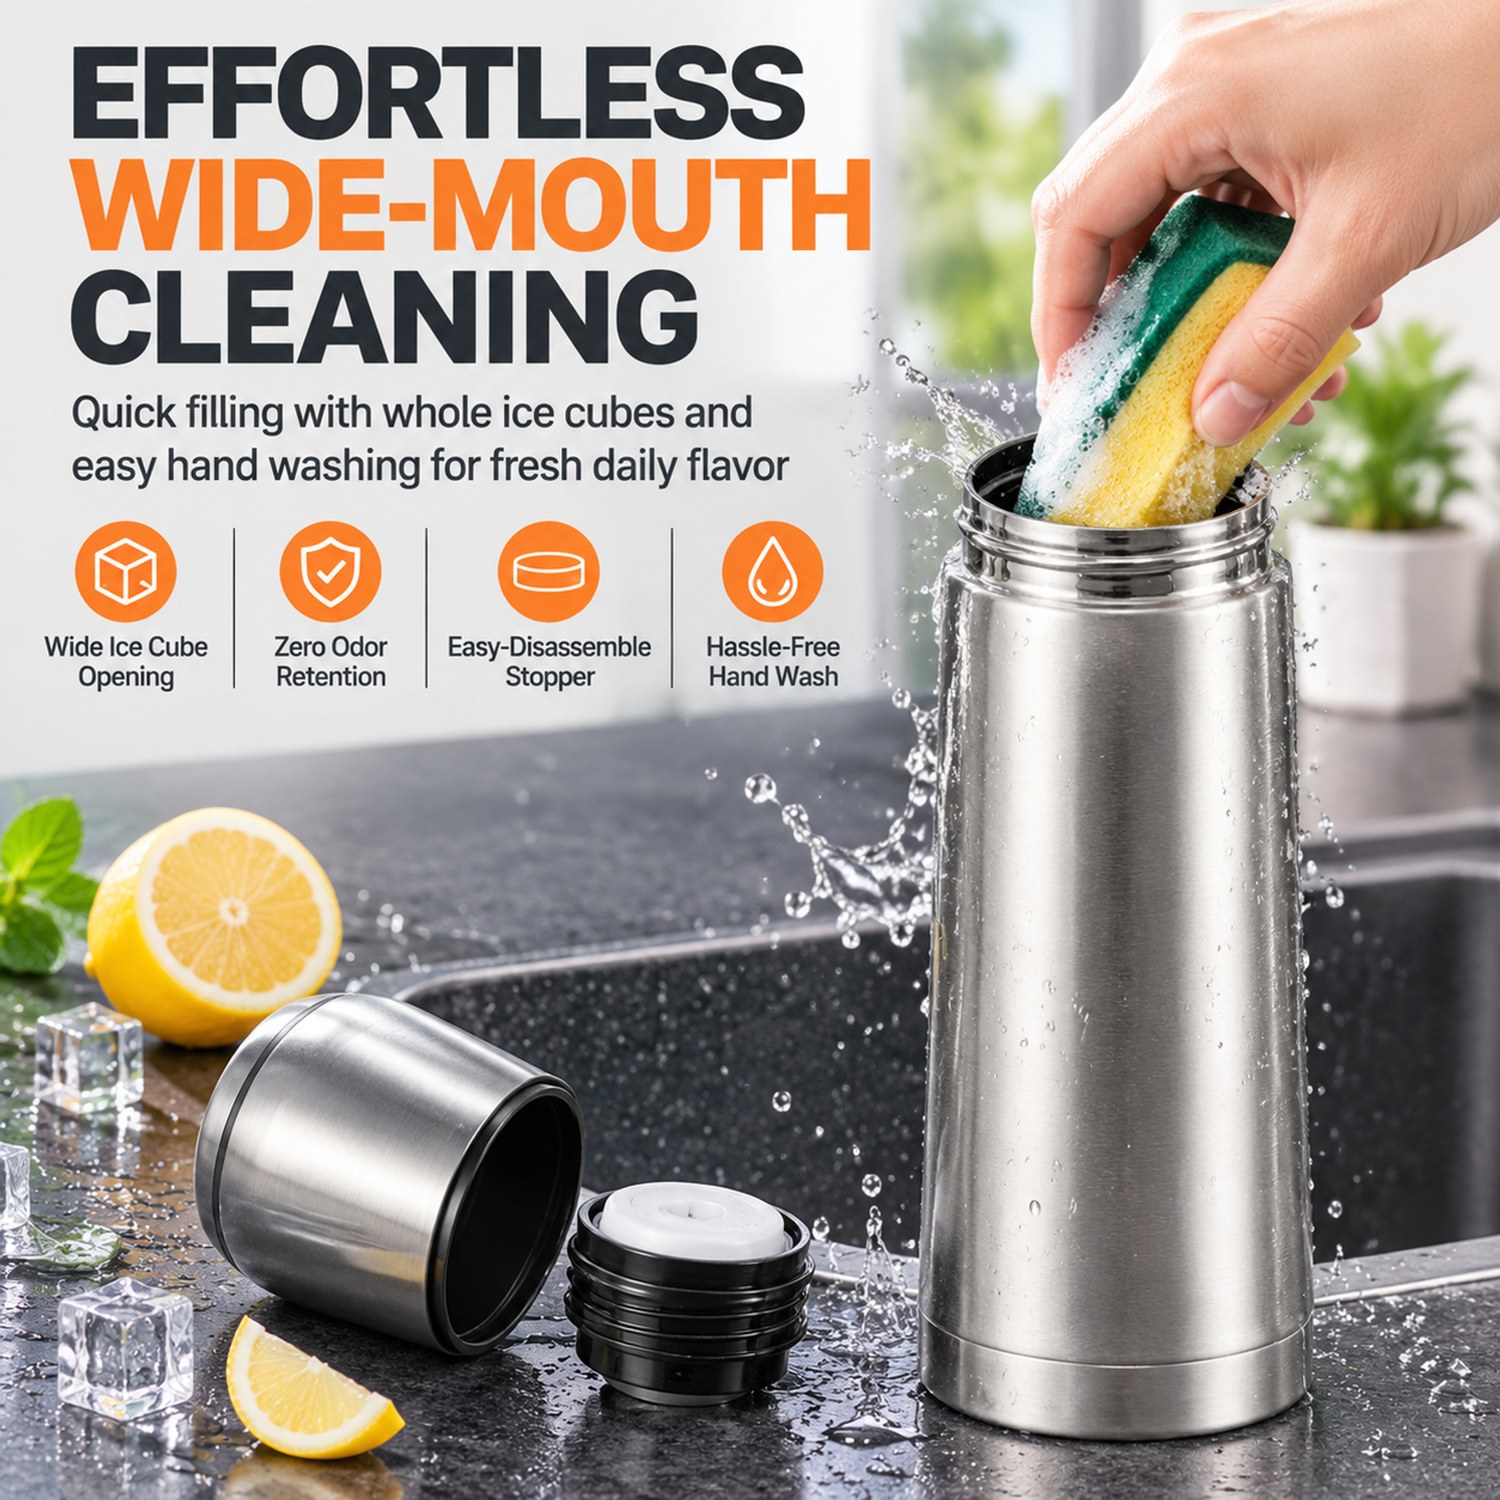 EFFORTLESS
WIDE-MOUTH
CLEANING
Quick filling with whole ice cubes and
easy hand washing for fresh daily flavor
Wide Ice Cube
Opening
Zero Odor
Retention
Easy-Disassemble
Stopper
Hassle-Free
Hand Wash